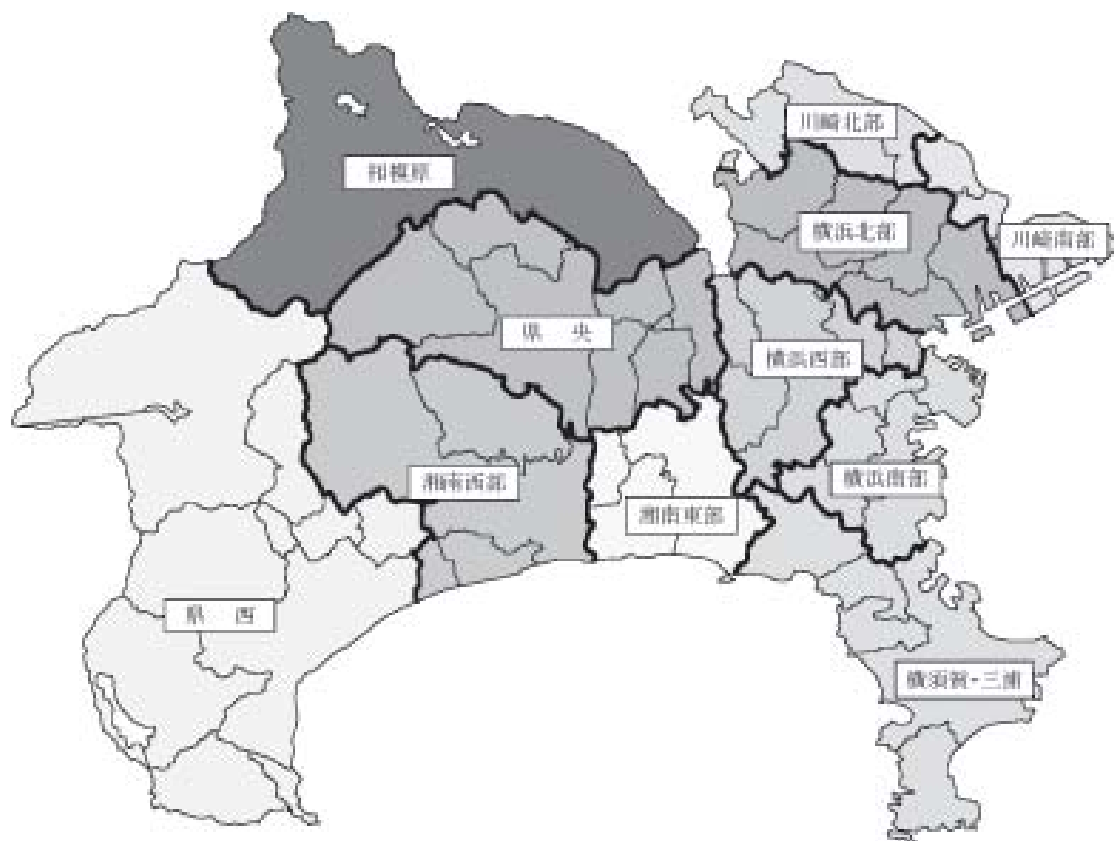 川崎北部
相模原
横浜北部
川崎南部
県 央
横浜西部
湘南西部
横浜南部
湘南東部
県 西
横須賀・三浦